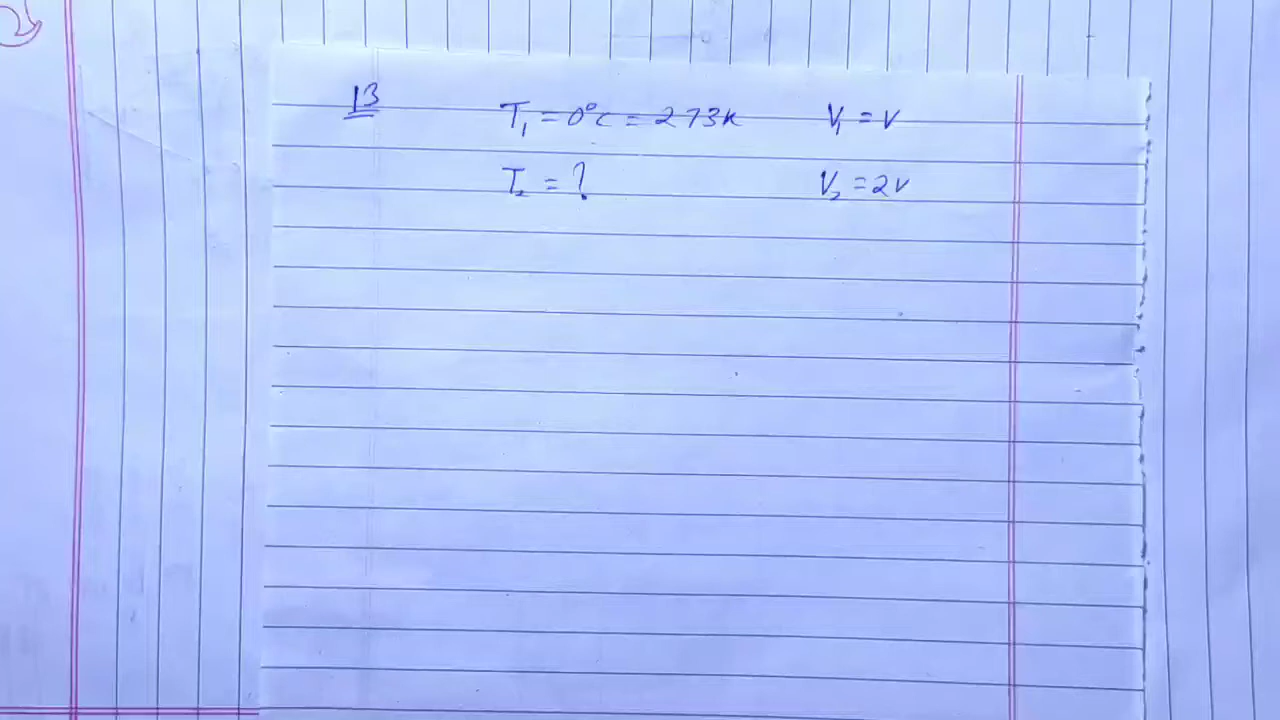 13 T₁ = 0°C = 273K V₁ = V
T₂ = ? V₂ = 2V